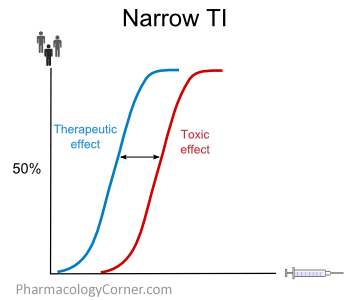 Narrow TI
Therapeutic
effect
Toxic
effect
50%
PharmacologyCorner.com